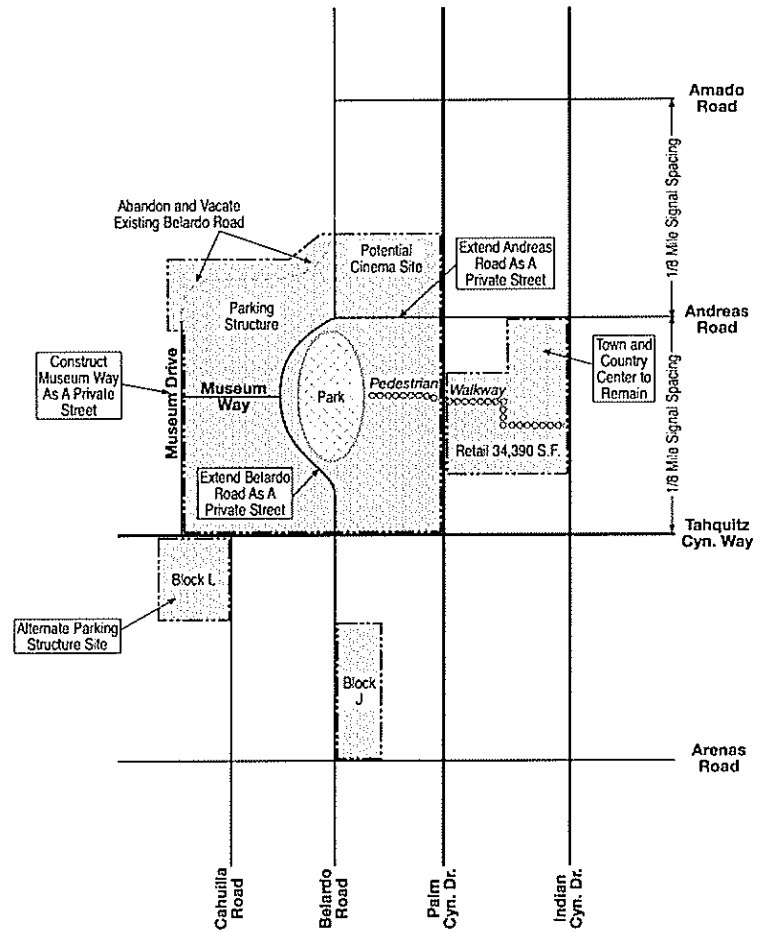 Amado
Road
1/8 Mile Signal Spacing
Abandon and Vacate
Existing Belardo Road
Potential
Cinema Site
Extend Andreas
Road As A
Private Street
Parking
Structure
Andreas
Road
Construct
Museum Way
As A Private
Street
Museum Drive
Museum
Way
Park
Pedestrian
Walkway
Town and
Country
Center to
Remain
1/8 Mile Signal Spacing
Retail 34,390 S.F.
Extend Belardo
Road As A
Private Street
Tahquitz
Cyn. Way
Block L
Alternate Parking
Structure Site
Block
J
Arenas
Road
Cahuilla
Road
Belardo
Road
Palm
Cyn. Dr.
Indian
Cyn. Dr.